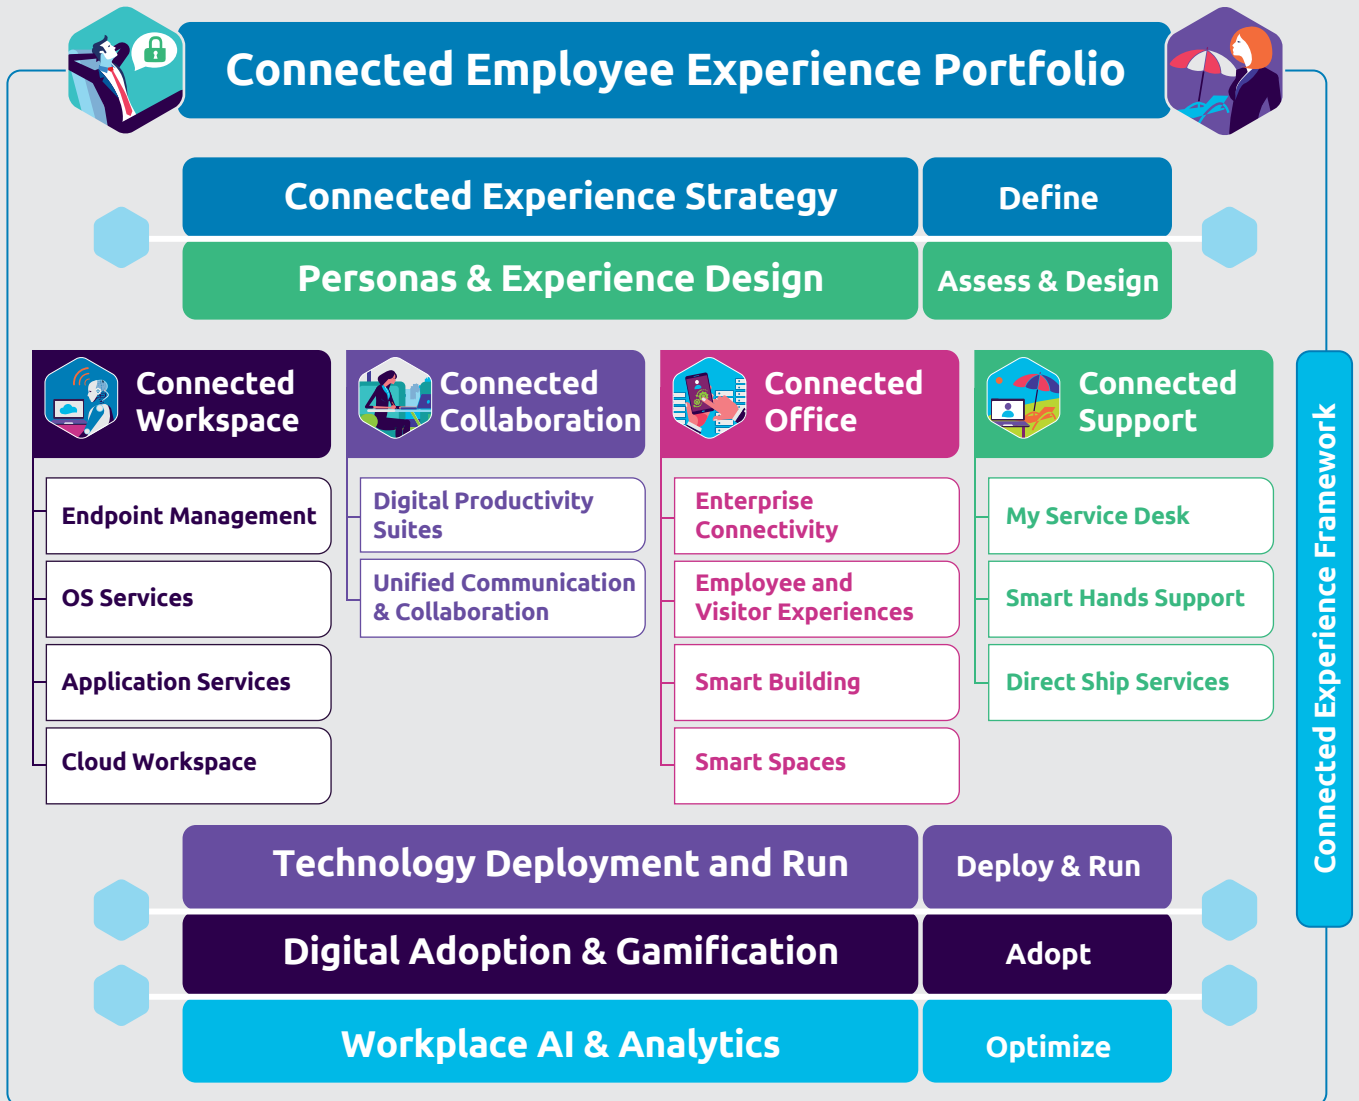 Connected Employee Experience Portfolio
Connected Experience Strategy
Define
Personas & Experience Design
Assess & Design
Connected
Workspace
Endpoint Management
OS Services
Application Services
Cloud Workspace
Connected
Collaboration
Digital Productivity
Suites
Unified Communication
& Collaboration
Connected
Office
Enterprise
Connectivity
Employee and
Visitor Experiences
Smart Building
Smart Spaces
Connected
Support
My Service Desk
Smart Hands Support
Direct Ship Services
Connected Experience Framework
Technology Deployment and Run
Deploy & Run
Digital Adoption & Gamification
Adopt
Workplace AI & Analytics
Optimize